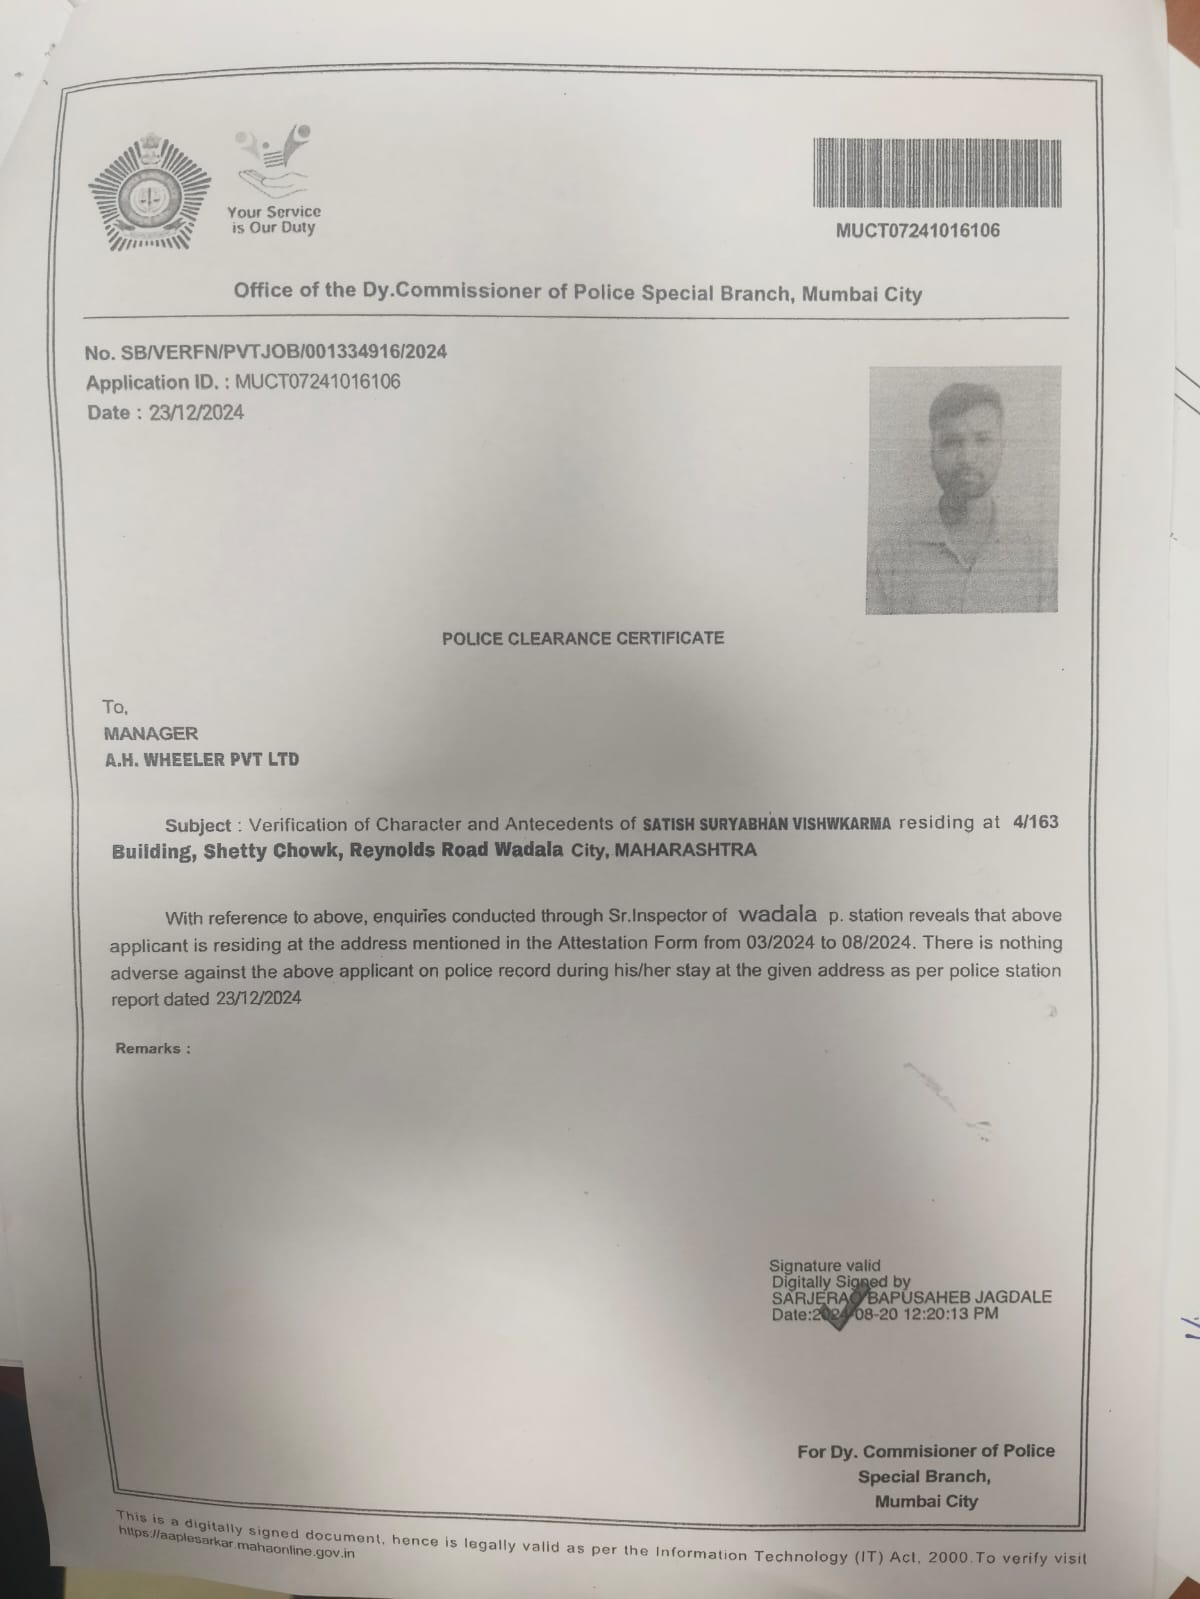 Your Service
is Our Duty
MUCT07241016106
Office of the Dy.Commissioner of Police Special Branch, Mumbai City
No. SB/VERFN/PVTJOB/001334916/2024
Application ID. : MUCT07241016106
Date : 23/12/2024
POLICE CLEARANCE CERTIFICATE
To,
MANAGER
A.H. WHEELER PVT LTD
Subject : Verification of Character and Antecedents of SATISH SURYABHAN VISHWKARMA residing at 4/163
Building, Shetty Chowk, Reynolds Road Wadala City, MAHARASHTRA
With reference to above, enquiries conducted through Sr.Inspector of wadala p. station reveals that above
applicant is residing at the address mentioned in the Attestation Form from 03/2024 to 08/2024. There is nothing
adverse against the above applicant on police record during his/her stay at the given address as per police station
report dated 23/12/2024
Remarks :
Signature valid
Digitally Signed by
SARJERAO BAPUSAHEB JAGDALE
Date:2024-08-20 12:20:13 PM
For Dy. Commisioner of Police
Special Branch,
Mumbai City
This is a digitally signed document, hence is legally valid as per the Information Technology (IT) Act, 2000.To verify visit
https://aaplesarkar.mahaonline.gov.in